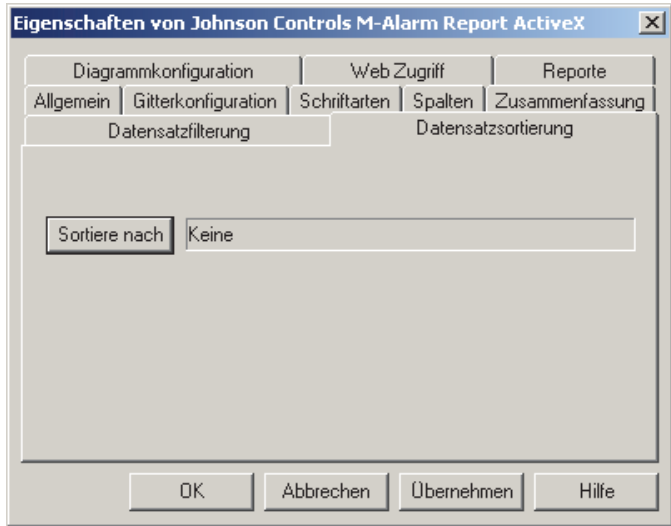 Eigenschaften von Johnson Controls M-Alarm Report ActiveX
Diagrammkonfiguration Web Zugriff Reporte
Allgemein Gitterkonfiguration Schriftarten Spalten Zusammenfassung
Datensatzfilterung Datensatzsortierung
Sortiere nach Keine
OK Abbrechen Übernehmen Hilfe